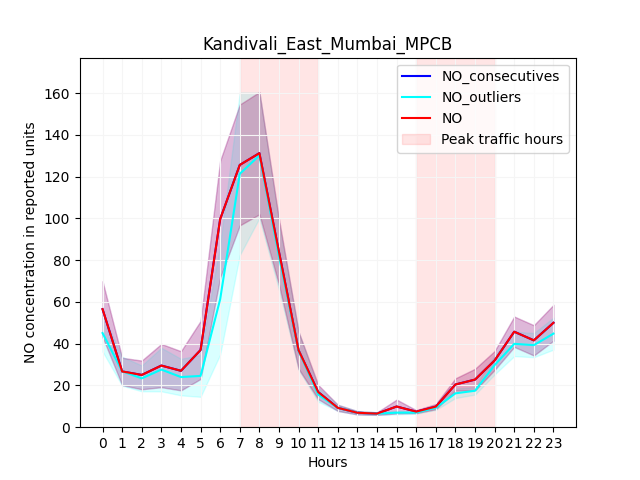 Kandivali_East_Mumbai_MPCB
NO_consecutives
NO_outliers
NO
Peak traffic hours
NO concentration in reported units
160
140
120
100
80
60
40
20
0
0 1 2 3 4 5 6 7 8 9 10 11 12 13 14 15 16 17 18 19 20 21 22 23
Hours